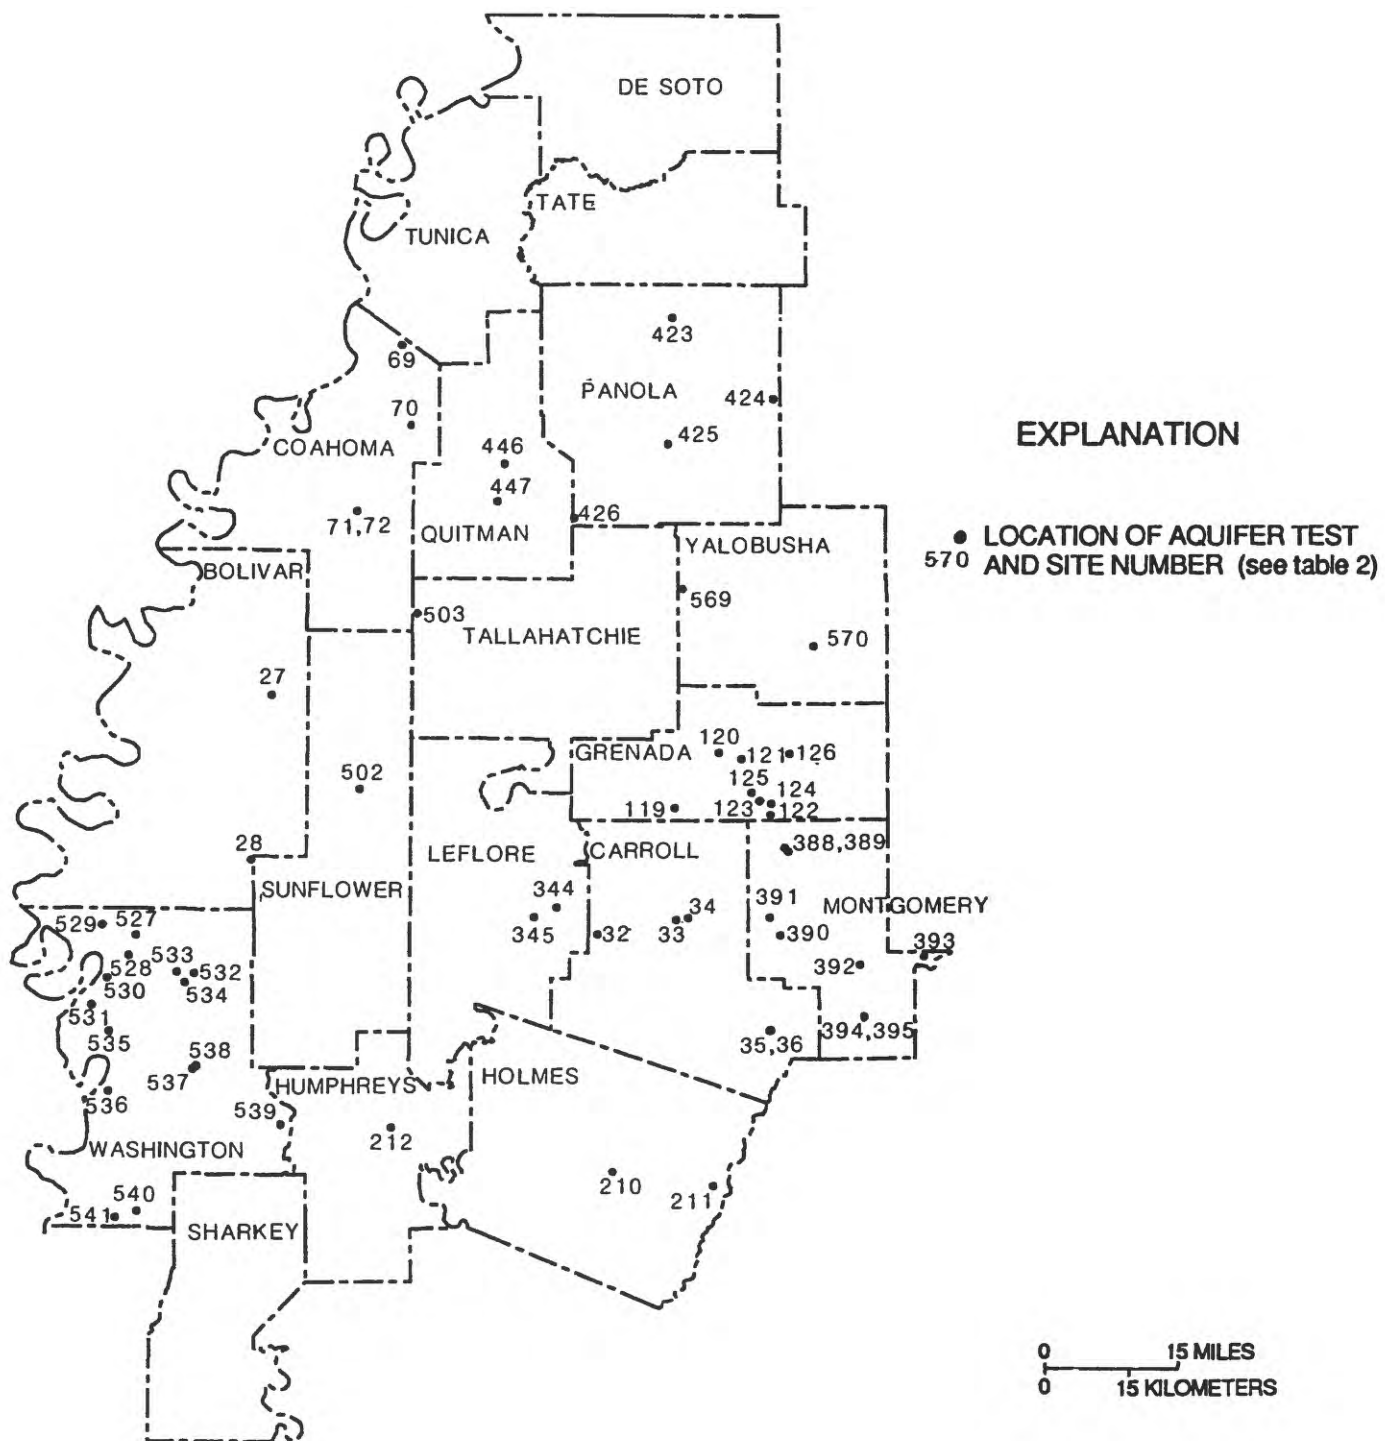 DE SOTO
TATE
TUNICA
423
69
PANOLA
424
70
425
EXPLANATION
COAHOMA
446
447
71,72
426
QUITMAN
YALOBUSHA
LOCATION OF AQUIFER TEST
570 AND SITE NUMBER (see table 2)
BOLIVAR
569
503
TALLAHATCHIE
570
27
120
GRENADA
121
126
502
125
124
119
123
122
28
LEFLORE
CARROLL
388,389
SUNFLOWER
344
34
391
MONTGOMERY
529
527
345
32
33
390
393
528
533
532
392
530
534
531
535
394,395
35,36
538
537
HUMPHREYS
HOLMES
536
539
212
WASHINGTON
210
211
540
541
SHARKEY
0 15 MILES
0 15 KILOMETERS